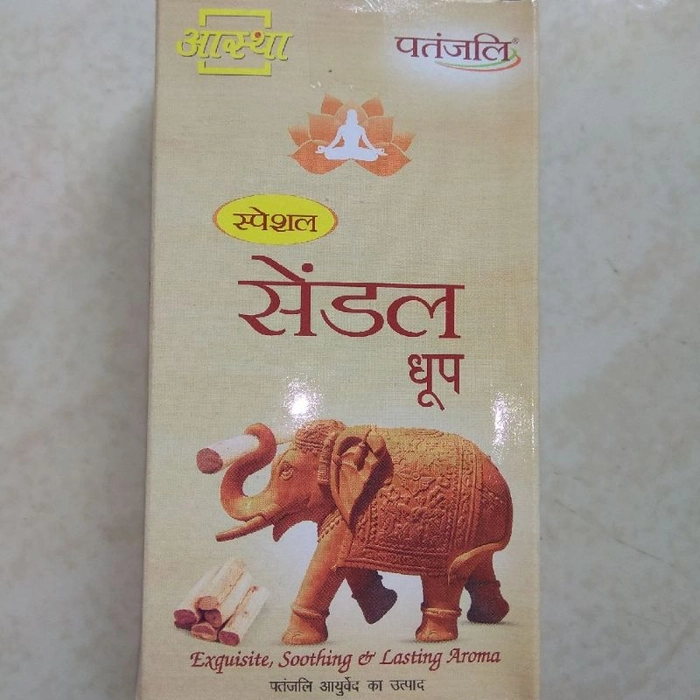 आस्था
पतंजलि®
स्पेशल
सेंडल
धूप
Exquisite, Soothing & Lasting Aroma
पतंजलि आयुर्वेद का उत्पाद